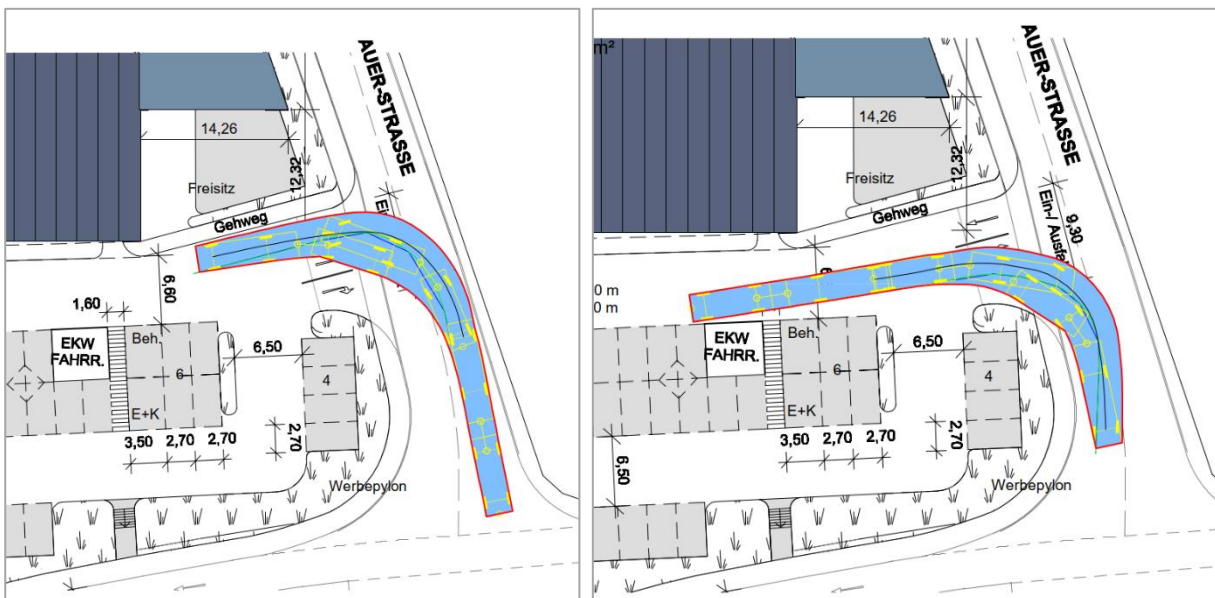 AUER-STRASSE
14,26
12,32
Freisitz
Gehweg
6,60
1,60
EKW
FAHRR.
Beh.
6
6,50
4
E+K
3,50
2,70
2,70
2,70
Werbepylon
m²
AUER-STRASSE
14,26
12,32
Freisitz
Gehweg
9,30
Ein-/ Ausfa
0 m
0 m
EKW
FAHRR.
Beh.
6
6,50
4
E+K
3,50
2,70
2,70
2,70
6,50
Werbepylon